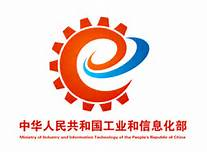 中华人民共和国工业和信息化部
Ministry of Industry and Information Technology of the People's Republic of China